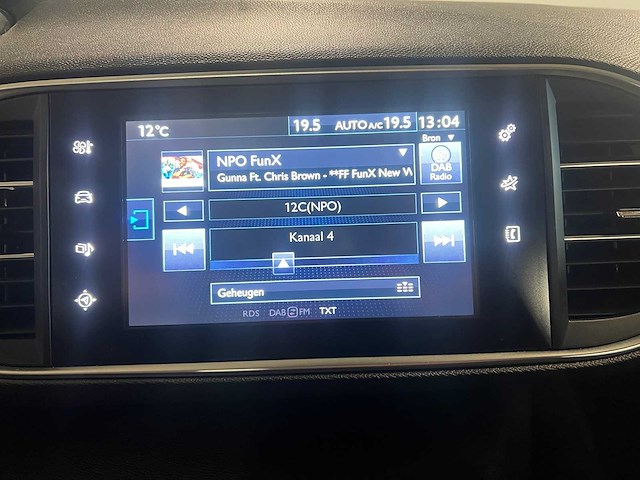 12°C
19.5 AUTO A/C 19.5 13:04
Bron
NPO FunX
Gunna Ft. Chris Brown - **FF FunX New
DAB
Radio
12C(NPO)
Kanaal 4
Geheugen
RDS DAB FM TXT